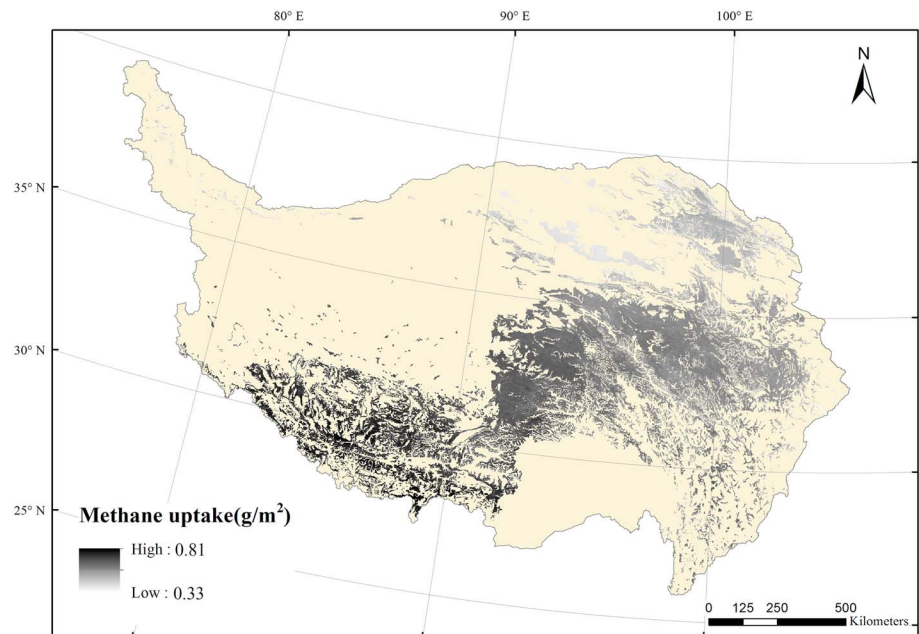 80° E 90° E 100° E
N
35° N
30° N
25° N
Methane uptake(g/m²)
High : 0.81
Low : 0.33
0 125 250 500
Kilometers